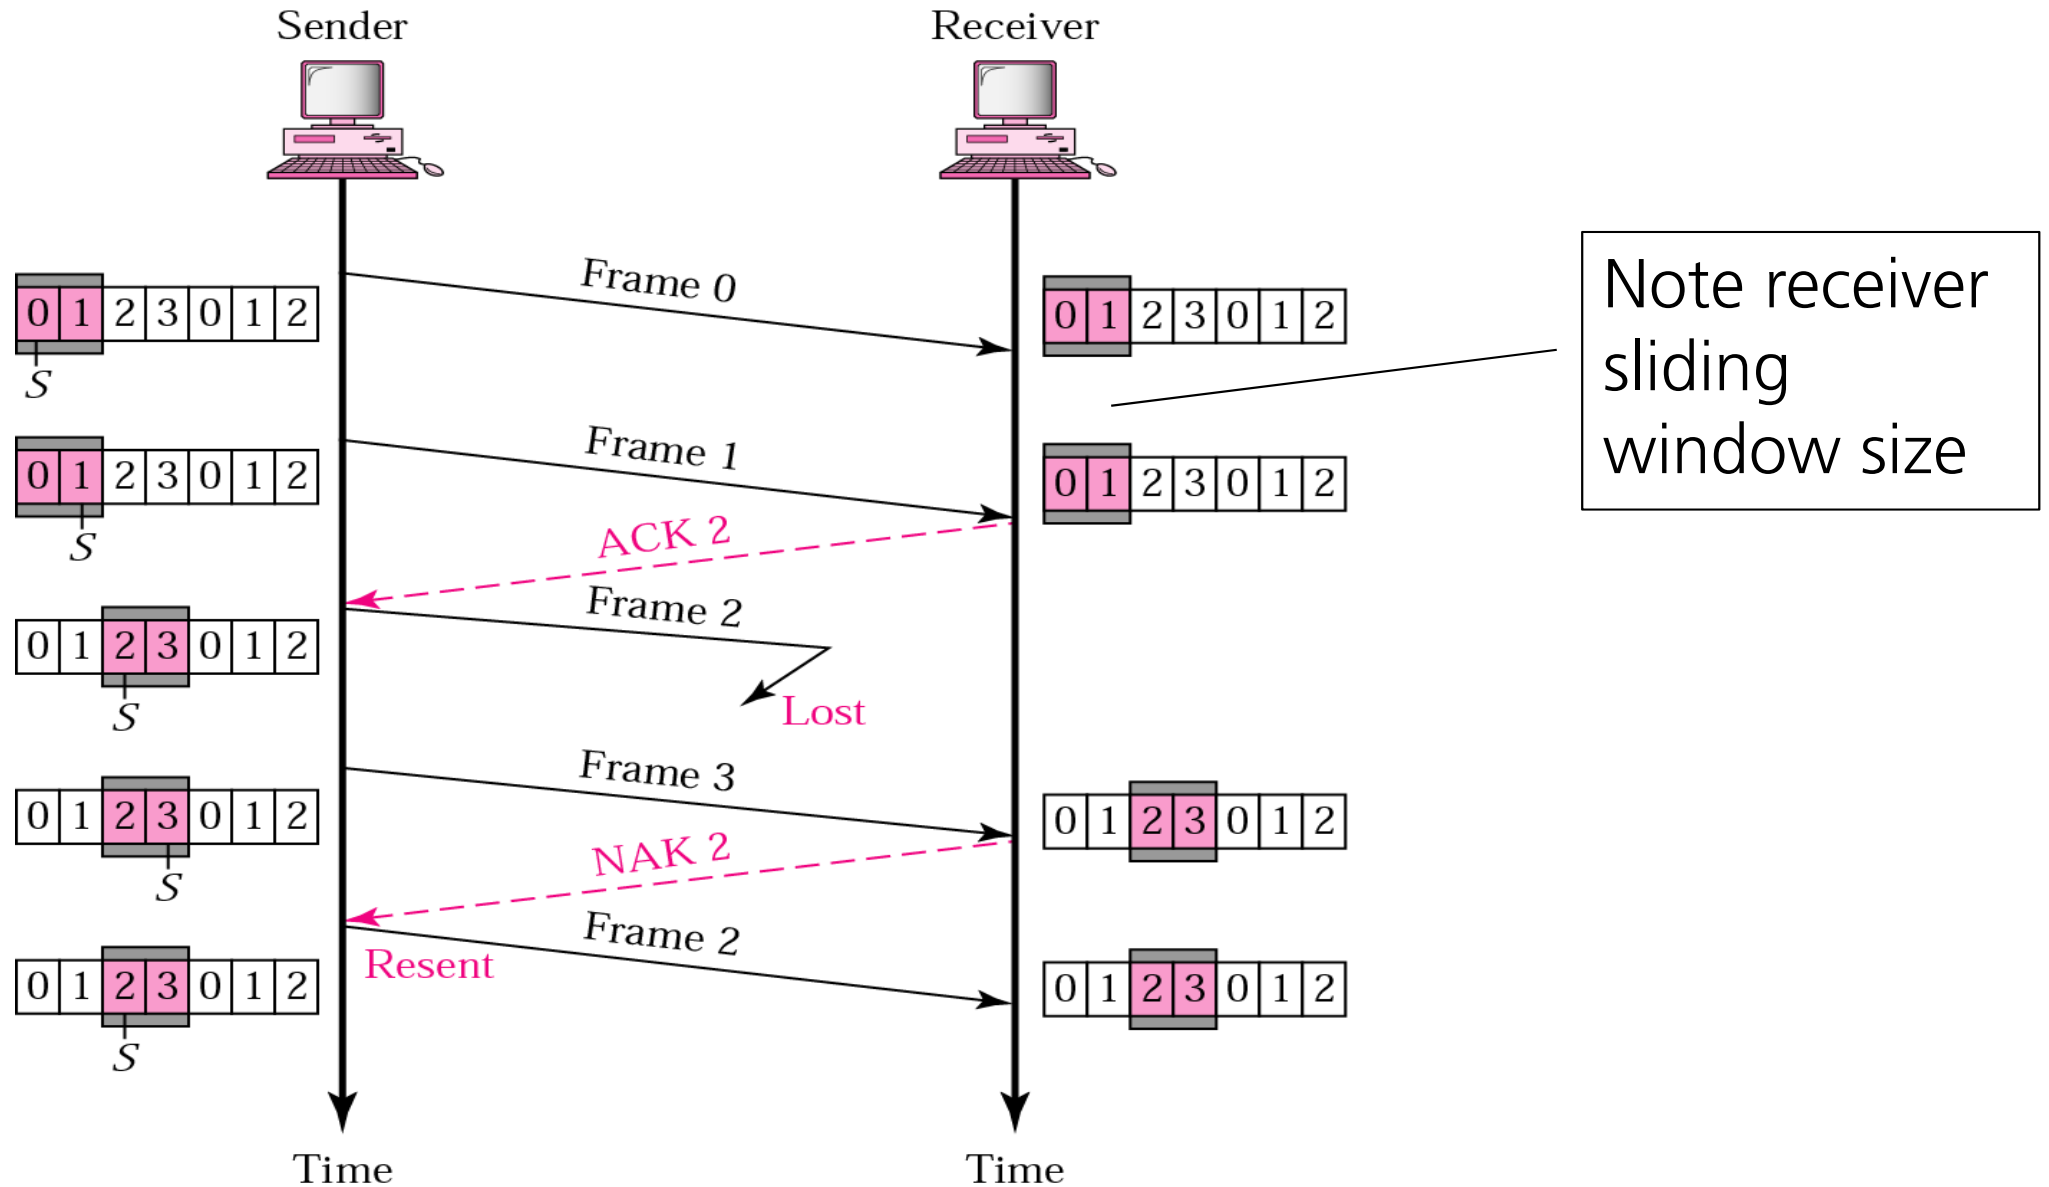 Sender
Receiver
Frame 0
0 1 2 3 0 1 2
0 1 2 3 0 1 2
S
Note receiver
sliding
window size
Frame 1
0 1 2 3 0 1 2
0 1 2 3 0 1 2
S
ACK 2
Frame 2
0 1 2 3 0 1 2
S
Lost
Frame 3
0 1 2 3 0 1 2
0 1 2 3 0 1 2
S
NAK 2
Frame 2
Resent
0 1 2 3 0 1 2
0 1 2 3 0 1 2
S
Time
Time